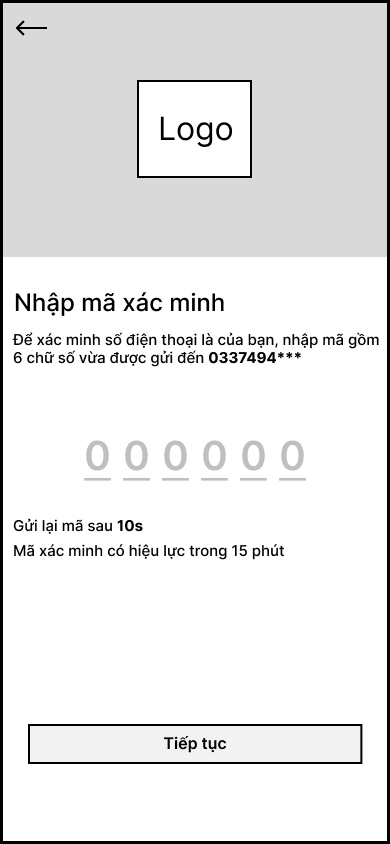 Logo
Nhập mã xác minh
Để xác minh số điện thoại là của bạn, nhập mã gồm
6 chữ số vừa được gửi đến 0337494***
0 0 0 0 0 0
Gửi lại mã sau 10s
Mã xác minh có hiệu lực trong 15 phút
Tiếp tục